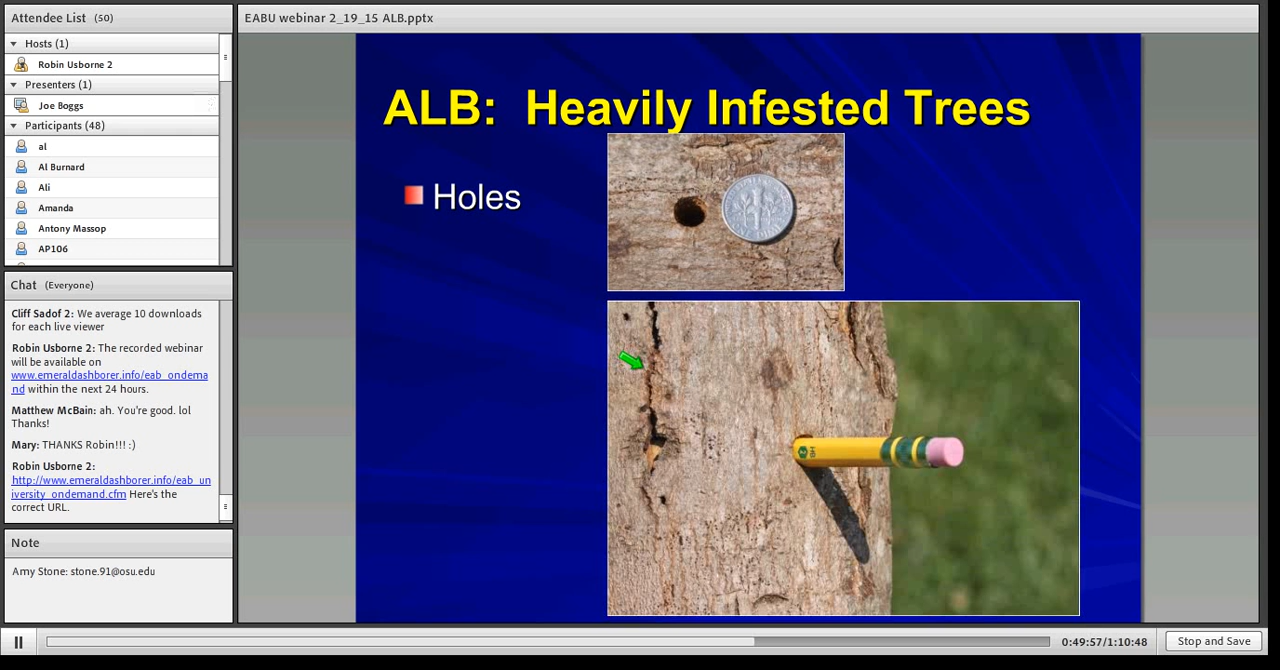 Attendee List (50)
Hosts (1)
Robin Usborne 2
Presenters (1)
Joe Boggs
Participants (48)
al
Al Burnard
Ali
Amanda
Antony Massop
AP106
Chat (Everyone)
Cliff Sadof 2: We average 10 downloads
for each live viewer
Robin Usborne 2: The recorded webinar
will be available on
www.emeraldashborer.info/eab_ondema
nd within the next 24 hours.
Matthew McBain: ah. You're good. lol
Thanks!
Mary: THANKS Robin!!! :)
Robin Usborne 2:
http://www.emeraldashborer.info/eab_un
iversity_ondemand.cfm Here's the
correct URL.
Note
Amy Stone: stone.91@osu.edu
EABU webinar 2_19_15 ALB.pptx
ALB: Heavily Infested Trees
Holes
0:49:57/1:10:48
Stop and Save